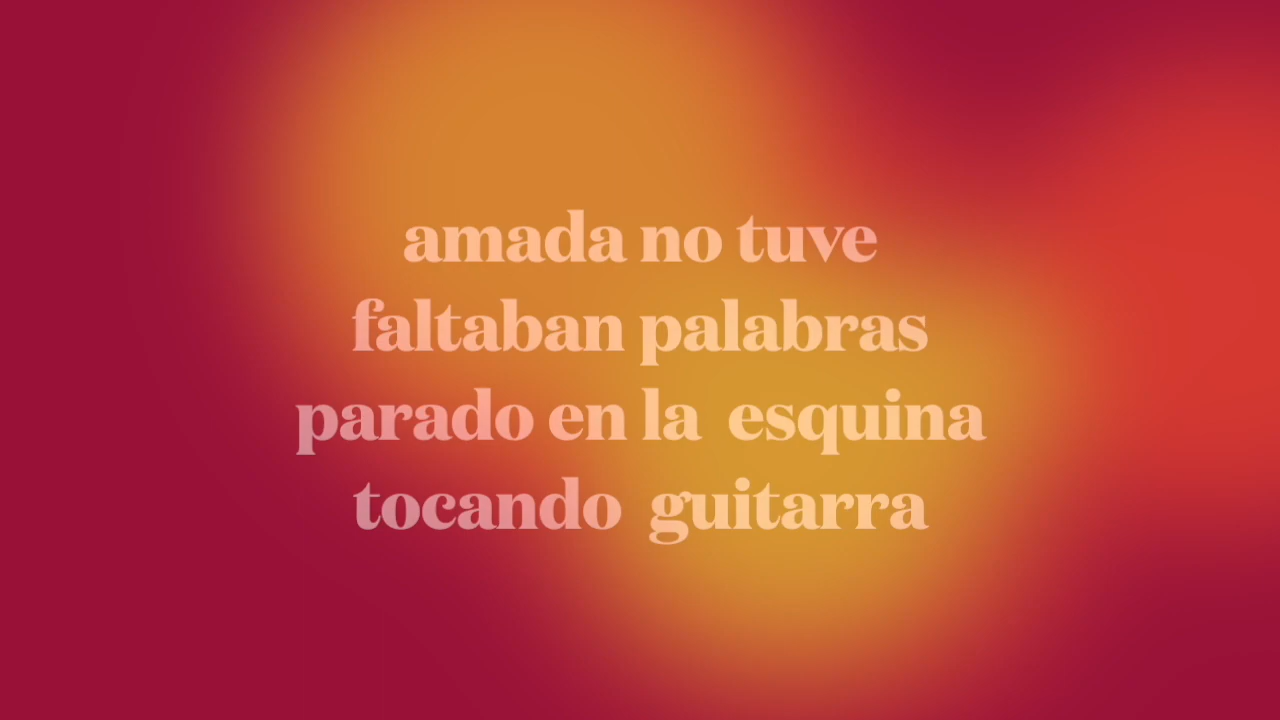 amada no tuve
faltaban palabras
parado en la esquina
tocando guitarra